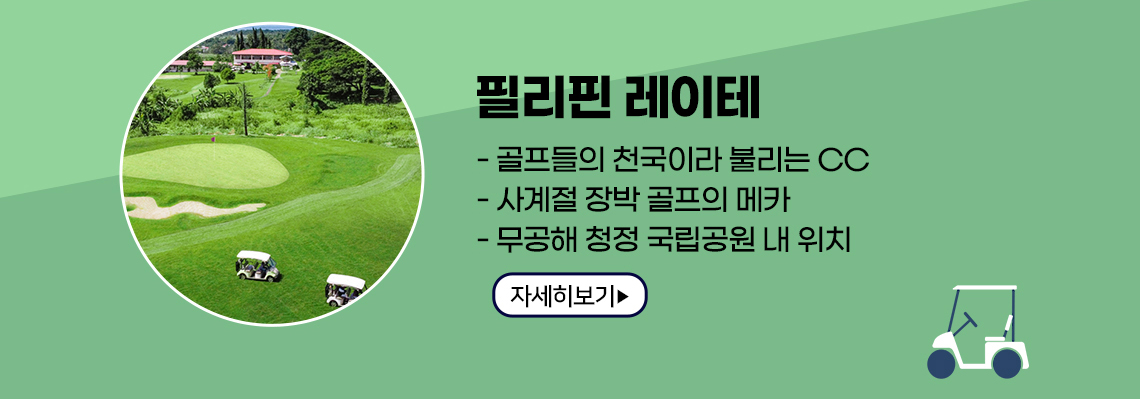 필리핀 레이테
- 골프들의 천국이라 불리는 CC
- 사계절 장박 골프의 메카
- 무공해 청정 국립공원 내 위치
자세히보기▶